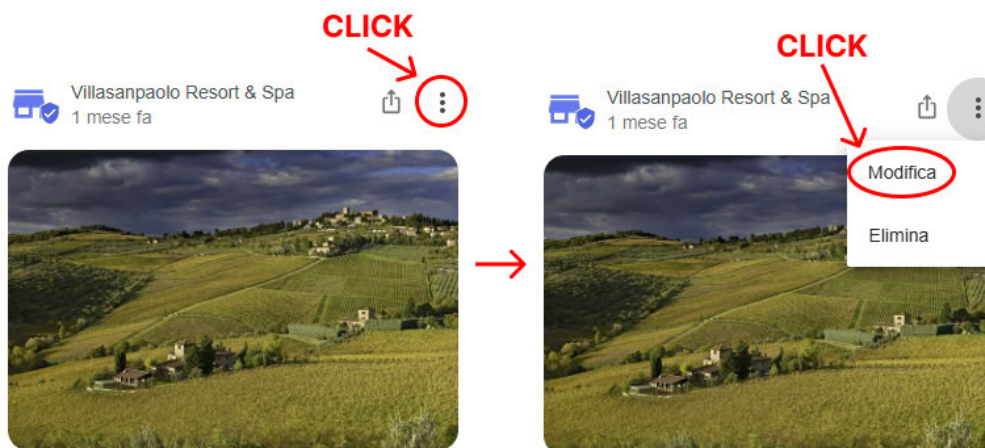 CLICK
Villasanpaolo Resort & Spa
1 mese fa
CLICK
Villasanpaolo Resort & Spa
1 mese fa
Modifica
Elimina